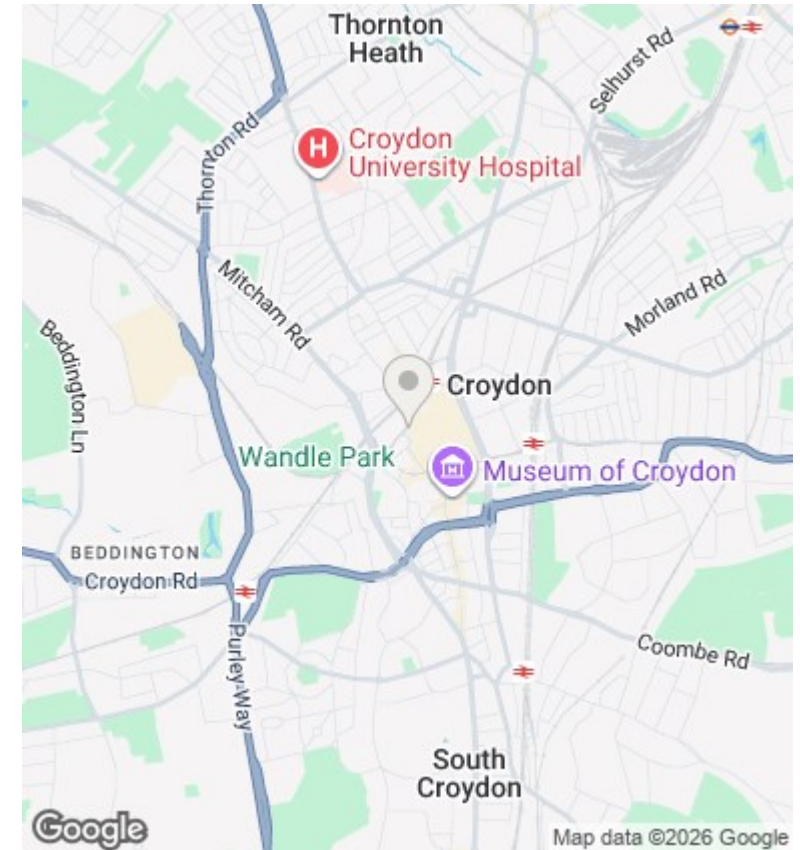 Thornton
Heath
Selhurst Rd
H
Croydon
University Hospital
Thornton Rd
Mitcham Rd
Morland Rd
Beddington Ln
Croydon
Wandle Park
Museum of Croydon
BEDDINGTON
Croydon Rd
Purley Way
Coombe Rd
South
Croydon
Google
Map data ©2026 Google